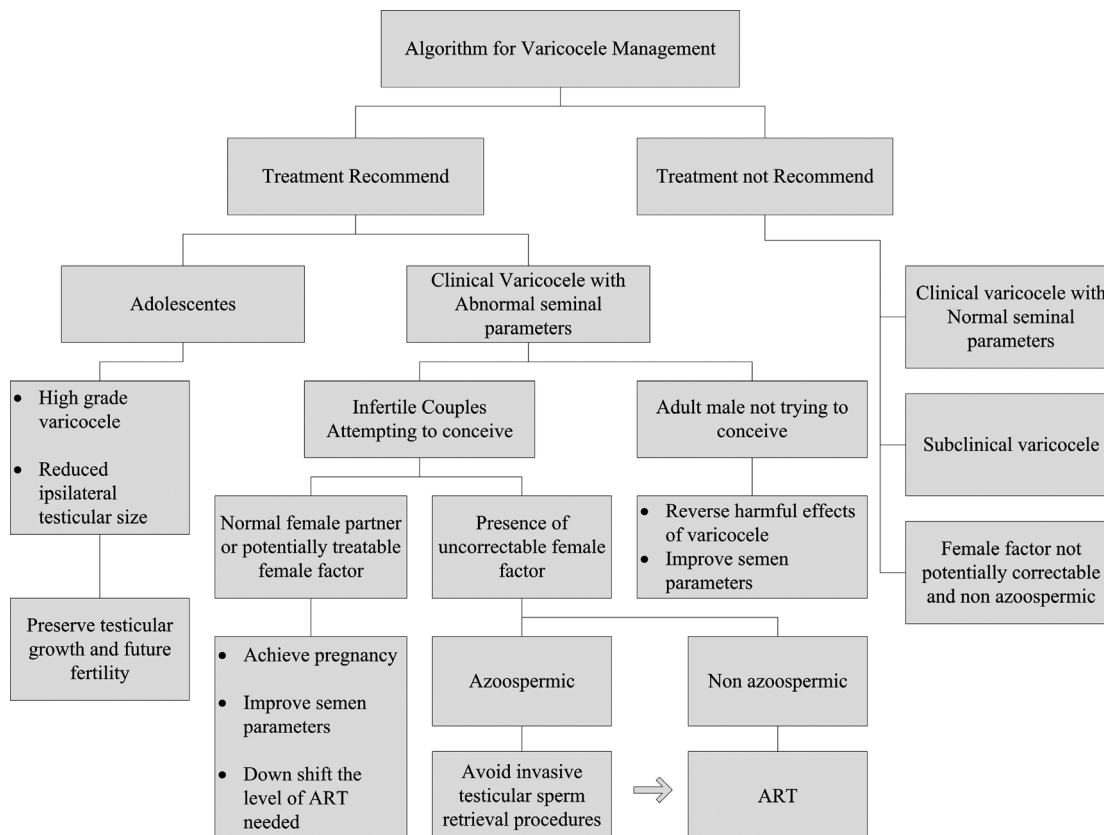 Algorithm for Varicocele Management
Treatment Recommend
Treatment not Recommend
Adolescentes
Clinical Varicocele with
Abnormal seminal
parameters
Clinical varicocele with
Normal seminal
parameters
• High grade
varicocele
• Reduced
ipsilateral
testicular size
Infertile Couples
Attempting to conceive
Adult male not trying to
conceive
Subclinical varicocele
Normal female partner
or potentially treatable
female factor
Presence of
uncorrectable female
factor
• Reverse harmful effects
of varicocele
• Improve semen
parameters
Female factor not
potentially correctable
and non azoospermic
Preserve testicular
growth and future
fertility
• Achieve pregnancy
• Improve semen
parameters
• Down shift the
level of ART
needed
Azoospermic
Non azoospermic
Avoid invasive
testicular sperm
retrieval procedures
ART